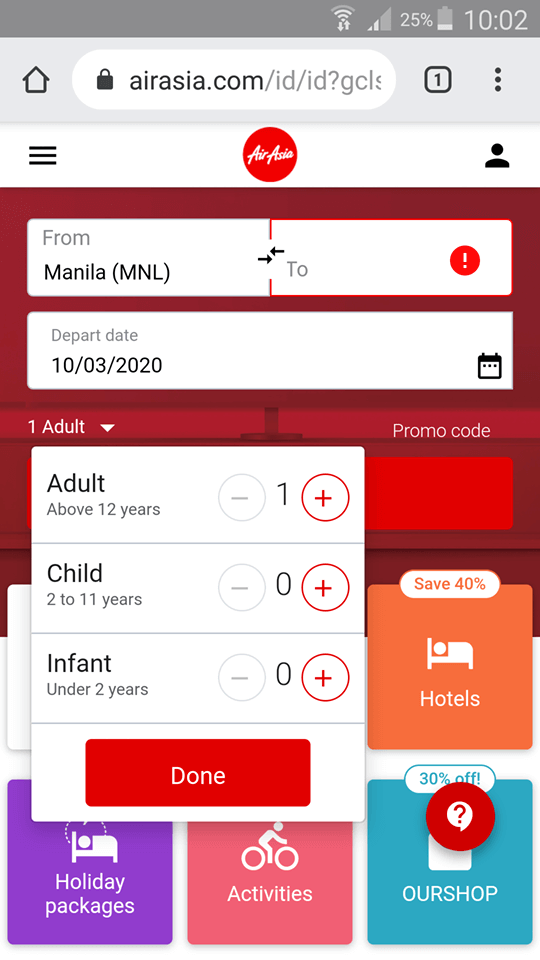 25% 10:02
airasia.com/id/id?gcls
1
AirAsia
From
Manila (MNL)
To
Depart date
10/03/2020
1 Adult
Promo code
Adult
Above 12 years
1
Child
2 to 11 years
0
Infant
Under 2 years
0
Done
Save 40%
Hotels
30% off!
Holiday
packages
Activities
OURSHOP